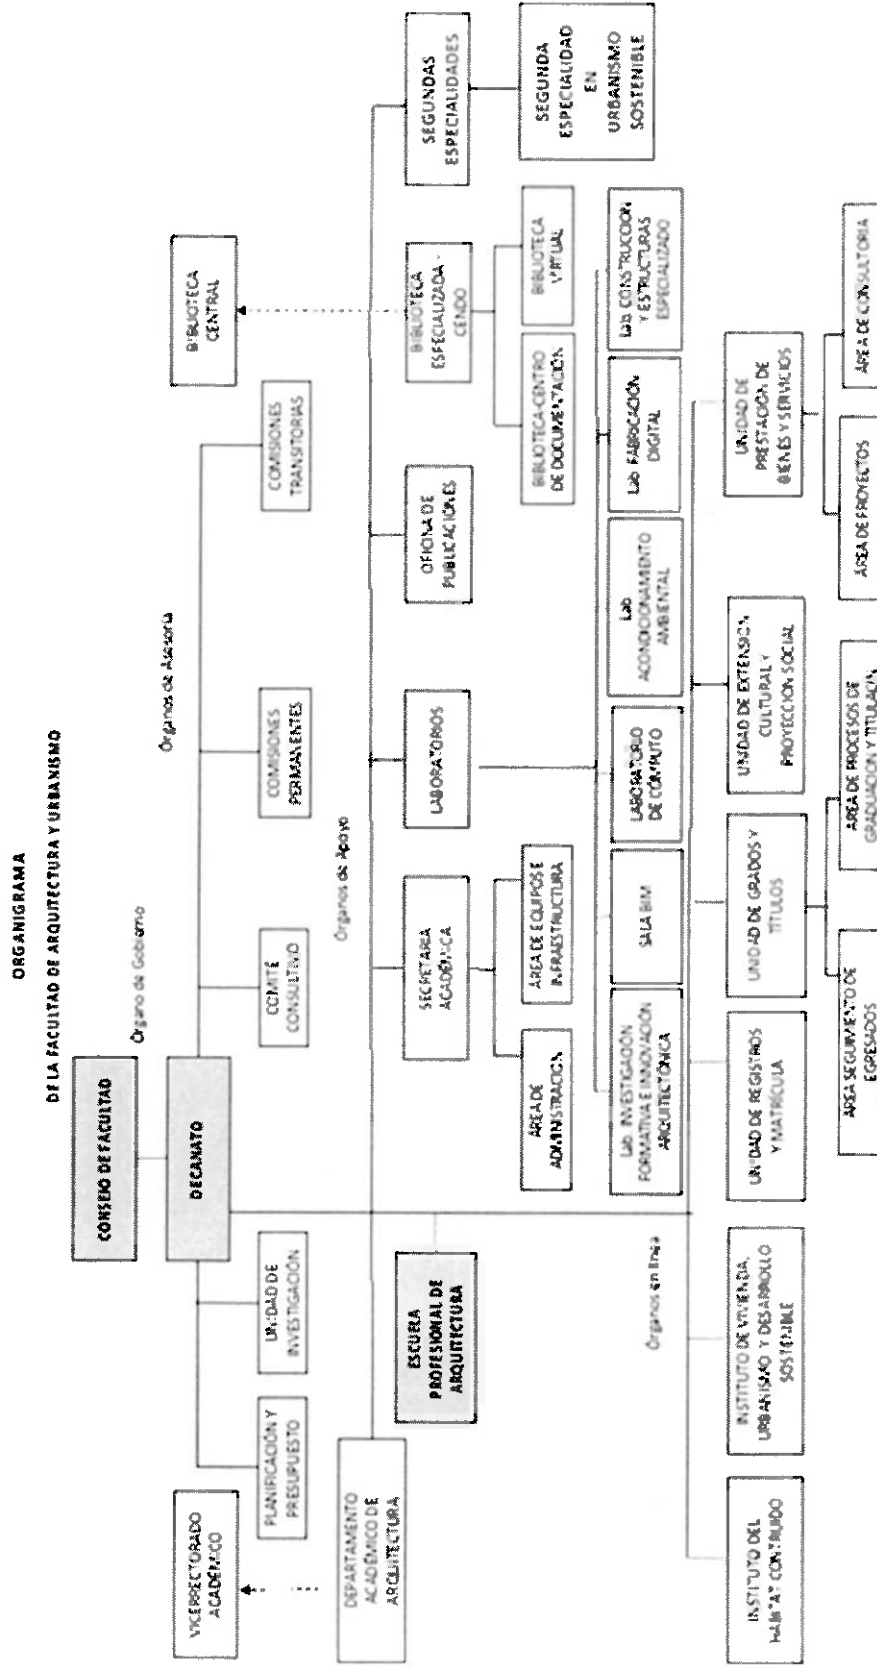 ORGANIGRAMA
DE LA FACULTAD DE ARQUITECTURA Y URBANISMO
CONSEJO DE FACULTAD
Órgano de Gobierno
DECANATO
Órganos de Asesoría
VICERRECTORADO
ACADÉMICO
BIBLIOTECA
CENTRAL
PLANIFICACIÓN Y
PRESUPUESTO
UNIDAD DE
INVESTIGACIÓN
COMITÉ
CONSULTIVO
COMISIONES
PERMANENTES
COMISIONES
TRANSITORIAS
Órganos de Apoyo
DEPARTAMENTO
ACADÉMICO DE
ARQUITECTURA
ESCUELA
PROFESIONAL DE
ARQUITECTURA
SECRETARIA
ACADÉMICA
LABORATORIOS
OFICINA DE
PUBLICACIONES
BIBLIOTECA
ESPECIALIZADA -
CENDO
SEGUNDAS
ESPECIALIDADES
ÁREA DE
ADMINISTRACION
ÁREA DE EQUIPOS E
INFRAESTRUCTURA
BIBLIOTECA-CENTRO
DE DOCUMENTACIÓN
BIBLIOTECA
VIRTUAL
SEGUNDA
ESPECIALIDAD
EN
URBANISMO
SOSTENIBLE
Lab INVESTIGACIÓN
FORMATIVA E INNOVACIÓN
ARQUITECTÓNICA
SALA BIM
LABORATORIO
DE CÓMPUTO
Lab
ACONDICIONAMIENTO
AMBIENTAL
Lab FABRICACIÓN
DIGITAL
Lab CONSTRUCCION
Y ESTRUCTURAS
ESPECIALIZADO
Órganos en línea
INSTITUTO DEL
HABITAT CONTRUIDO
INSTITUTO DE VIVIENDA,
URBANISMO Y DESARROLLO
SOSTENIBLE
UNIDAD DE REGISTROS
Y MATRÍCULA
UNIDAD DE GRADOS Y
TÍTULOS
UNIDAD DE EXTENSION
CULTURAL Y
PROYECCION SOCIAL
UNIDAD DE
PRESTACIÓN DE
BIENES Y SERVICIOS
ÁREA SEGUIMIENTO DE
EGRESADOS
ÁREA DE PROCESOS DE
GRADUACIÓN Y TITULACIÓN
ÁREA DE PROYECTOS
ÁREA DE CONSULTORIA